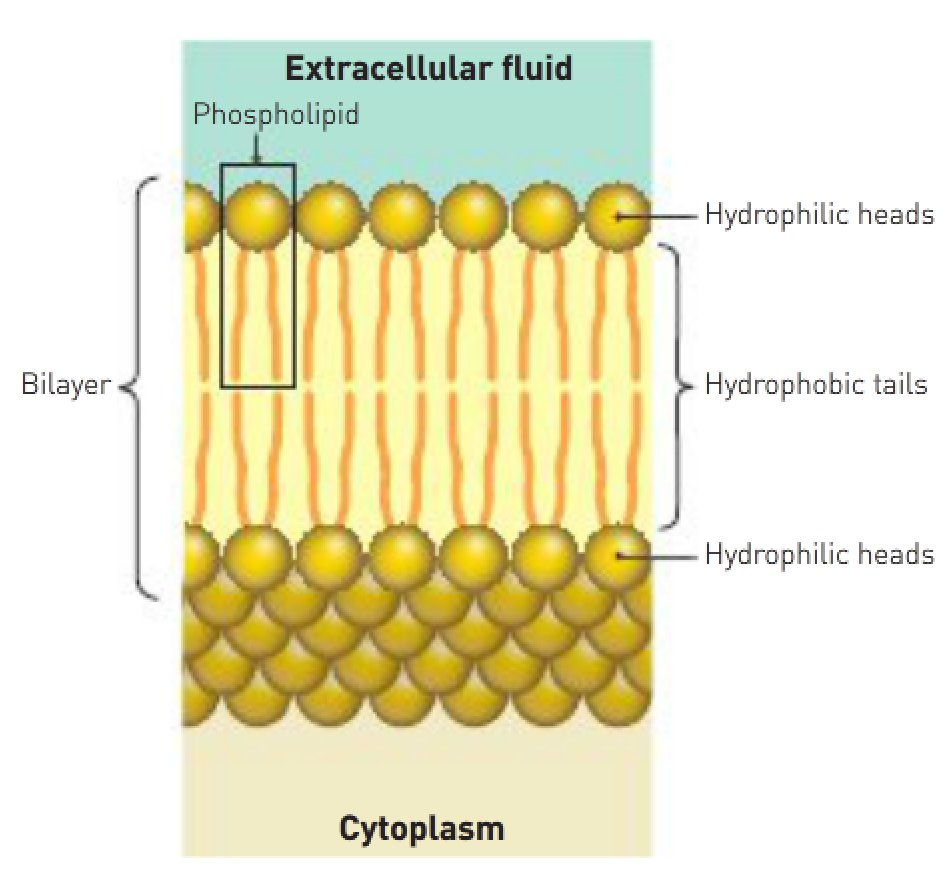 Extracellular fluid
Phospholipid
Hydrophilic heads
Bilayer
Hydrophobic tails
Hydrophilic heads
Cytoplasm